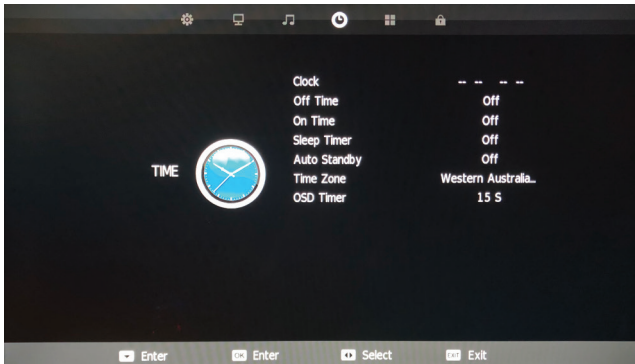 Clock -- -- -- --
Off Time Off
On Time Off
Sleep Timer Off
Auto Standby Off
TIME
Time Zone Western Australia...
OSD Timer 15 S
Enter OK Enter Select EXIT Exit